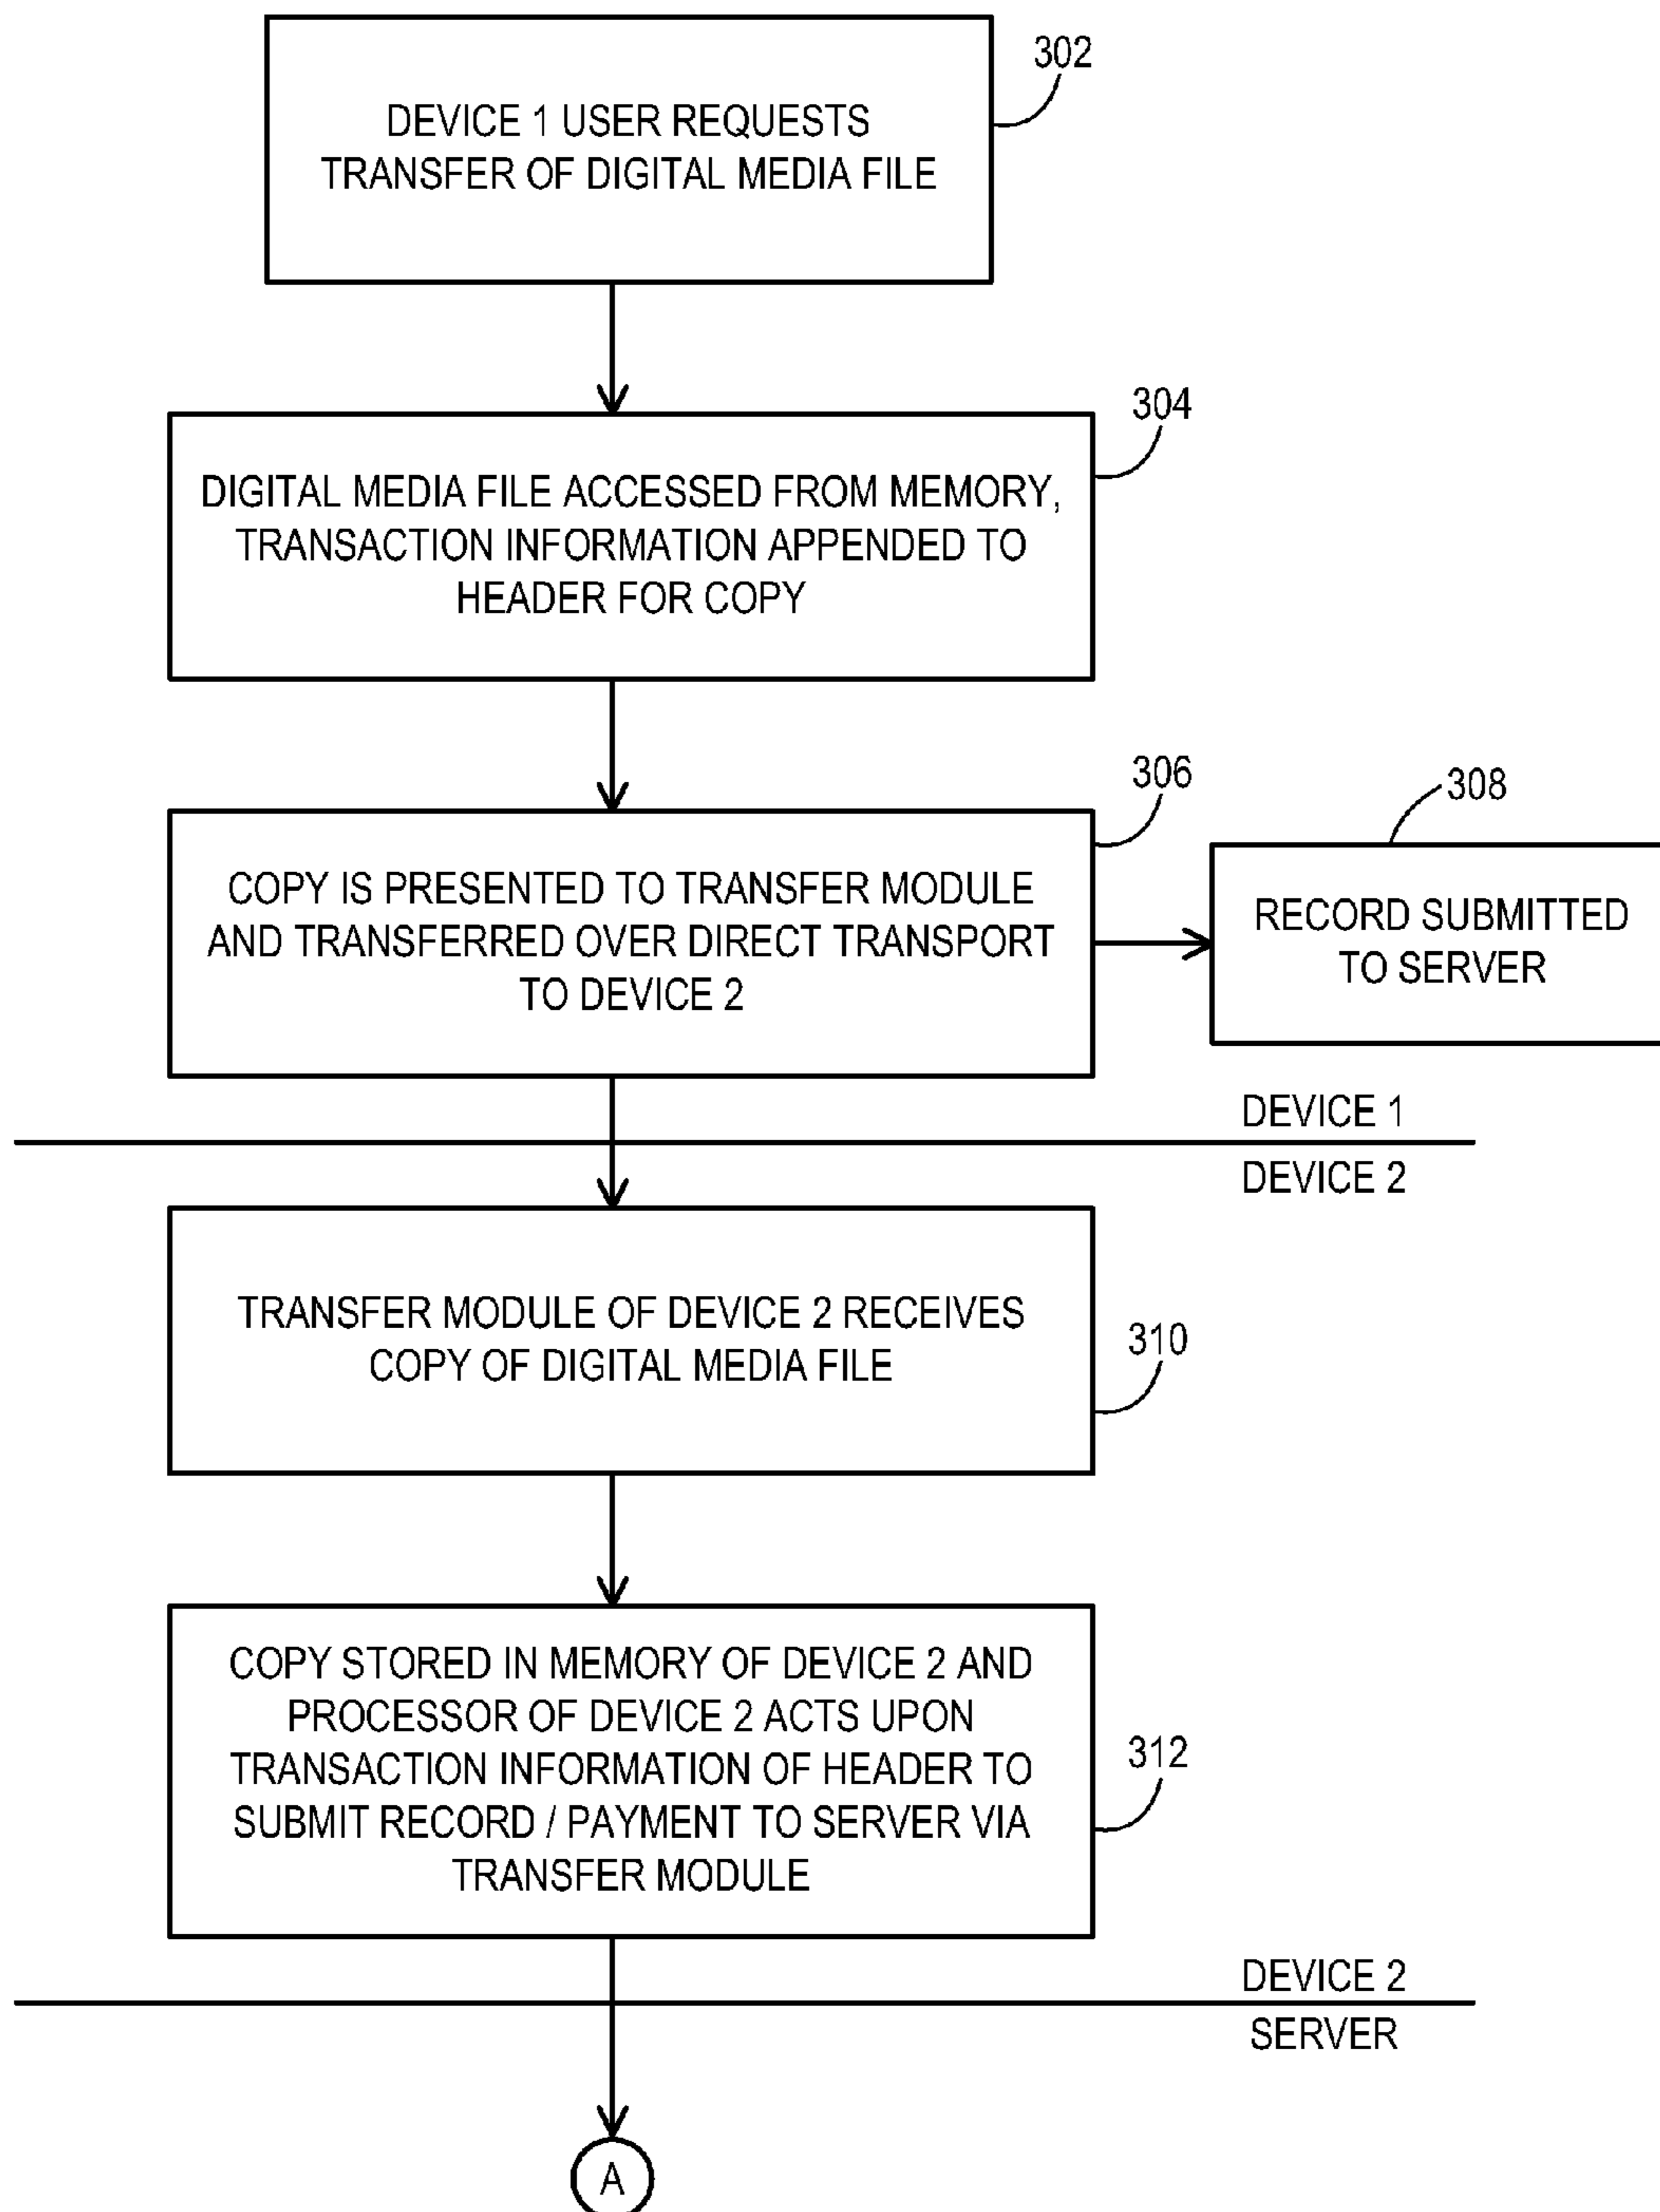 302
DEVICE 1 USER REQUESTS
TRANSFER OF DIGITAL MEDIA FILE
304
DIGITAL MEDIA FILE ACCESSED FROM MEMORY,
TRANSACTION INFORMATION APPENDED TO
HEADER FOR COPY
306
COPY IS PRESENTED TO TRANSFER MODULE
AND TRANSFERRED OVER DIRECT TRANSPORT
TO DEVICE 2
308
RECORD SUBMITTED
TO SERVER
DEVICE 1
DEVICE 2
TRANSFER MODULE OF DEVICE 2 RECEIVES
COPY OF DIGITAL MEDIA FILE
310
COPY STORED IN MEMORY OF DEVICE 2 AND
PROCESSOR OF DEVICE 2 ACTS UPON
TRANSACTION INFORMATION OF HEADER TO
SUBMIT RECORD / PAYMENT TO SERVER VIA
TRANSFER MODULE
312
DEVICE 2
SERVER
A